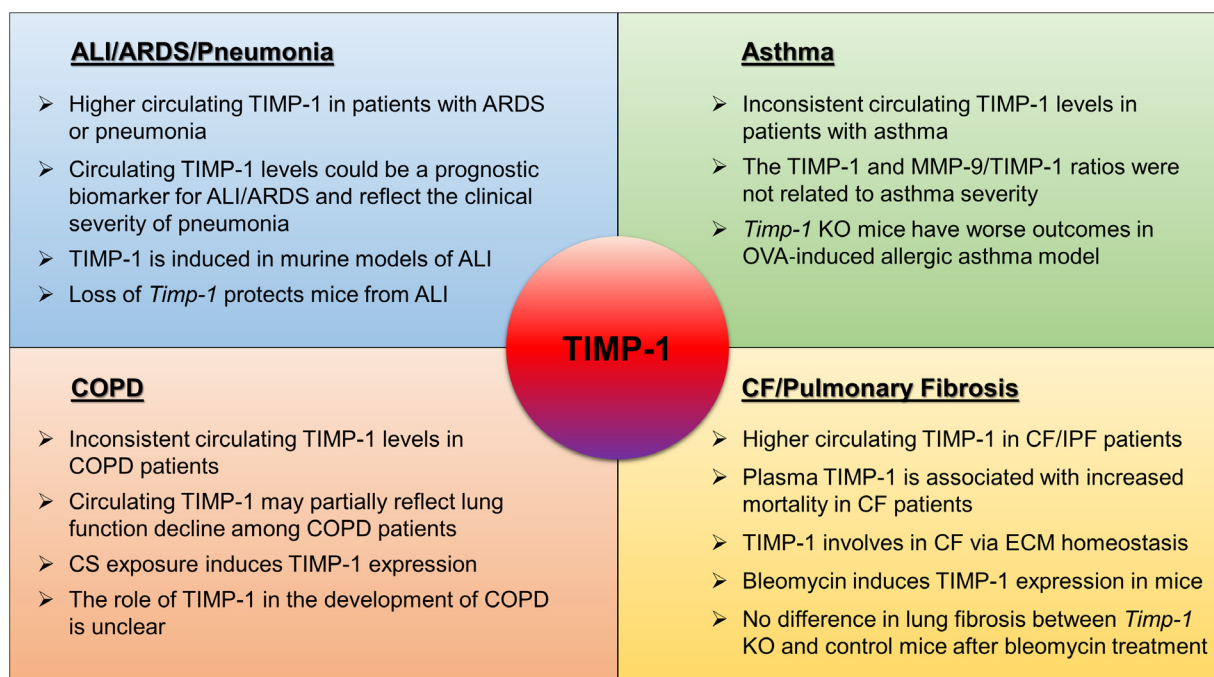 ALI/ARDS/Pneumonia
➤ Higher circulating TIMP-1 in patients with ARDS
or pneumonia
➤ Circulating TIMP-1 levels could be a prognostic
biomarker for ALI/ARDS and reflect the clinical
severity of pneumonia
➤ TIMP-1 is induced in murine models of ALI
➤ Loss of Timp-1 protects mice from ALI
Asthma
➤ Inconsistent circulating TIMP-1 levels in
patients with asthma
➤ The TIMP-1 and MMP-9/TIMP-1 ratios were
not related to asthma severity
➤ Timp-1 KO mice have worse outcomes in
OVA-induced allergic asthma model
TIMP-1
COPD
➤ Inconsistent circulating TIMP-1 levels in
COPD patients
➤ Circulating TIMP-1 may partially reflect lung
function decline among COPD patients
➤ CS exposure induces TIMP-1 expression
➤ The role of TIMP-1 in the development of COPD
is unclear
CF/Pulmonary Fibrosis
➤ Higher circulating TIMP-1 in CF/IPF patients
➤ Plasma TIMP-1 is associated with increased
mortality in CF patients
➤ TIMP-1 involves in CF via ECM homeostasis
➤ Bleomycin induces TIMP-1 expression in mice
➤ No difference in lung fibrosis between Timp-1
KO and control mice after bleomycin treatment